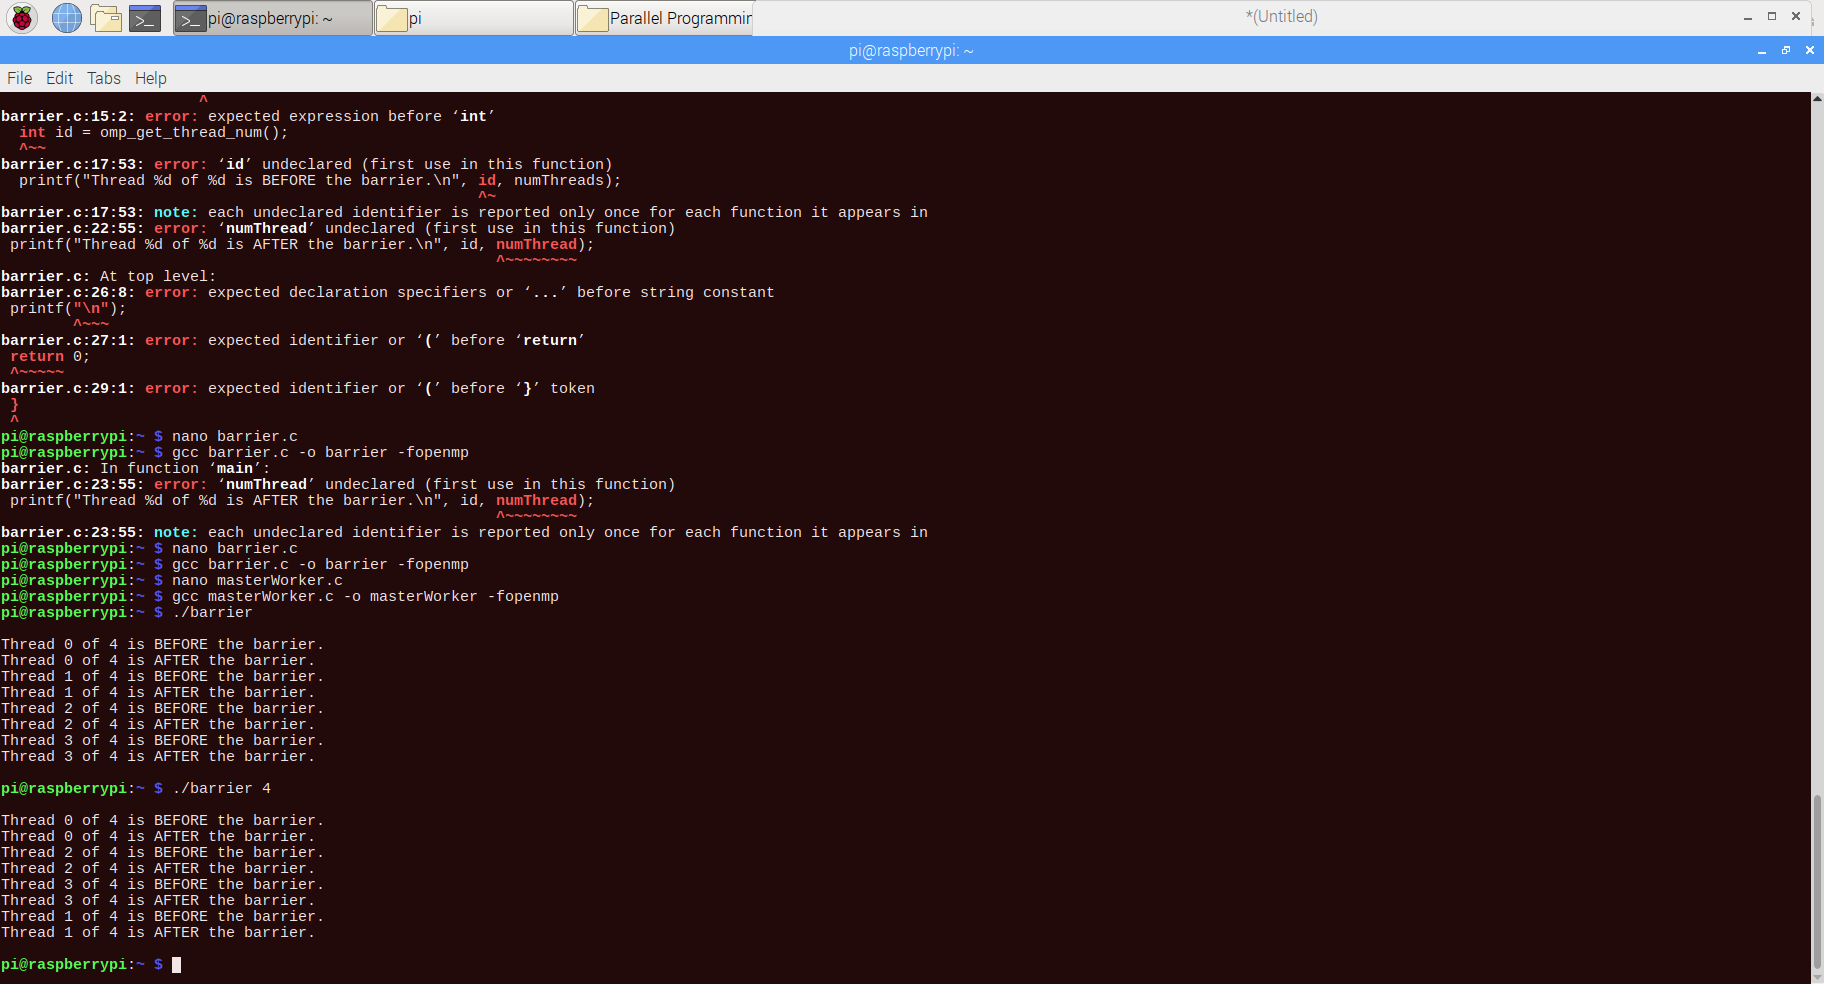 pi@raspberrypi: ~
pi
Parallel Programmin
*(Untitled)
pi@raspberrypi: ~
File Edit Tabs Help
^
barrier.c:15:2: error: expected expression before ‘int’
int id = omp_get_thread_num();
^~~
barrier.c:17:53: error: ‘id’ undeclared (first use in this function)
printf("Thread %d of %d is BEFORE the barrier.\n", id, numThreads);
^~
barrier.c:17:53: note: each undeclared identifier is reported only once for each function it appears in
barrier.c:22:55: error: ‘numThread’ undeclared (first use in this function)
printf("Thread %d of %d is AFTER the barrier.\n", id, numThread);
^~~~~~~~~
barrier.c: At top level:
barrier.c:26:8: error: expected declaration specifiers or ‘...’ before string constant
printf("\n");
^~~~
barrier.c:27:1: error: expected identifier or ‘(’ before ‘return’
return 0;
^~~~~~
barrier.c:29:1: error: expected identifier or ‘(’ before ‘}’ token
}
^
pi@raspberrypi:~ $ nano barrier.c
pi@raspberrypi:~ $ gcc barrier.c -o barrier -fopenmp
barrier.c: In function ‘main’:
barrier.c:23:55: error: ‘numThread’ undeclared (first use in this function)
printf("Thread %d of %d is AFTER the barrier.\n", id, numThread);
^~~~~~~~~
barrier.c:23:55: note: each undeclared identifier is reported only once for each function it appears in
pi@raspberrypi:~ $ nano barrier.c
pi@raspberrypi:~ $ gcc barrier.c -o barrier -fopenmp
pi@raspberrypi:~ $ nano masterWorker.c
pi@raspberrypi:~ $ gcc masterWorker.c -o masterWorker -fopenmp
pi@raspberrypi:~ $ ./barrier
Thread 0 of 4 is BEFORE the barrier.
Thread 0 of 4 is AFTER the barrier.
Thread 1 of 4 is BEFORE the barrier.
Thread 1 of 4 is AFTER the barrier.
Thread 2 of 4 is BEFORE the barrier.
Thread 2 of 4 is AFTER the barrier.
Thread 3 of 4 is BEFORE the barrier.
Thread 3 of 4 is AFTER the barrier.
pi@raspberrypi:~ $ ./barrier 4
Thread 0 of 4 is BEFORE the barrier.
Thread 0 of 4 is AFTER the barrier.
Thread 2 of 4 is BEFORE the barrier.
Thread 2 of 4 is AFTER the barrier.
Thread 3 of 4 is BEFORE the barrier.
Thread 3 of 4 is AFTER the barrier.
Thread 1 of 4 is BEFORE the barrier.
Thread 1 of 4 is AFTER the barrier.
pi@raspberrypi:~ $